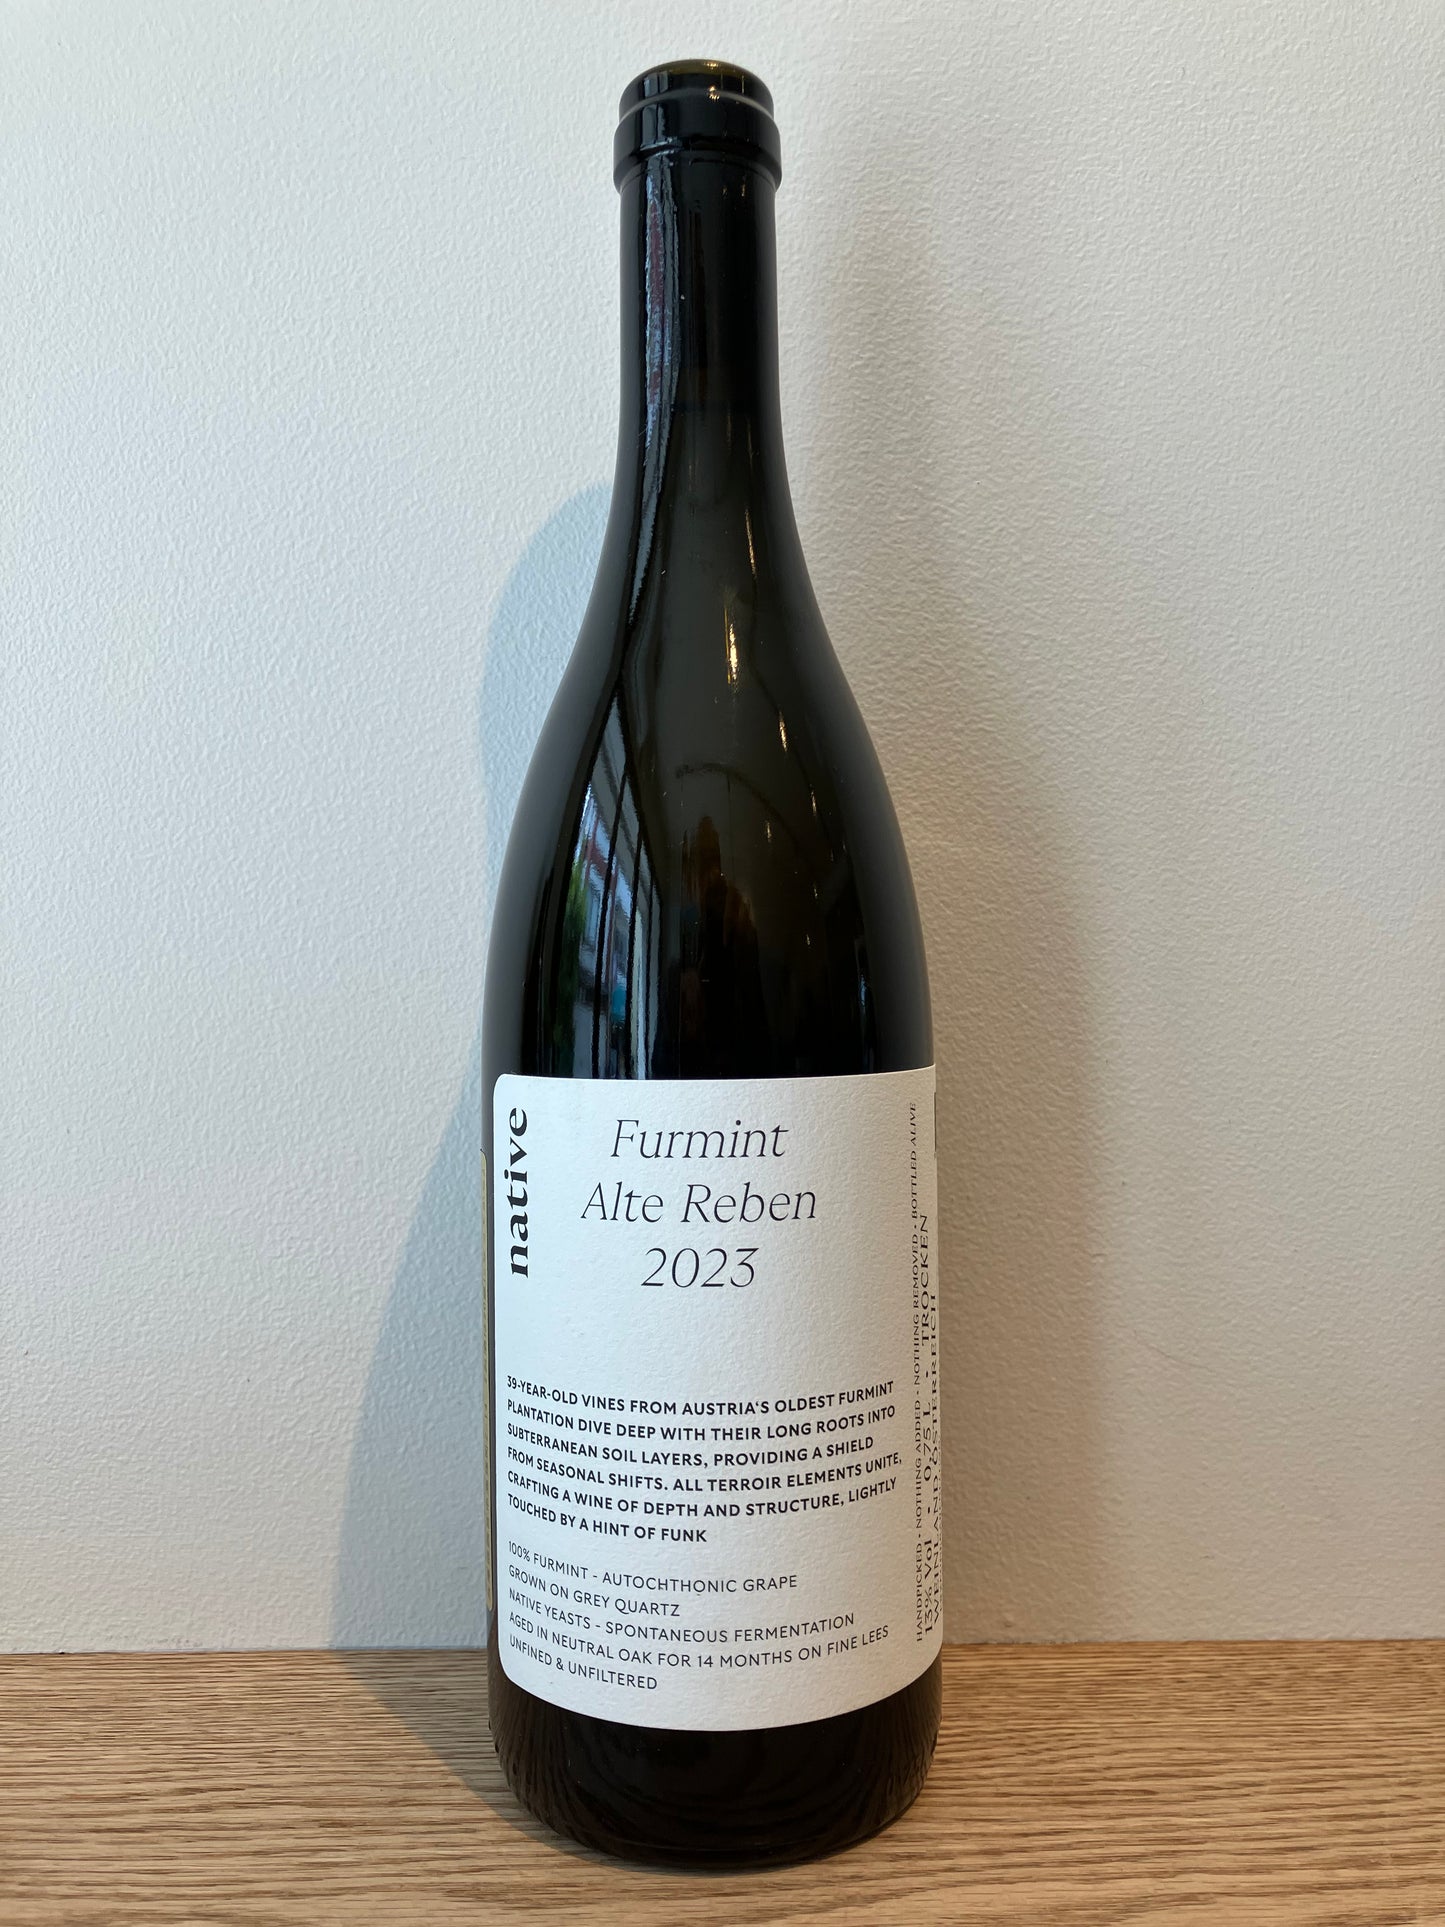 native
Furmint
Alte Reben
2023
39-YEAR-OLD VINES FROM AUSTRIA'S OLDEST FURMINT
PLANTATION DIVE DEEP WITH THEIR LONG ROOTS INTO
SUBTERRANEAN SOIL LAYERS, PROVIDING A SHIELD
FROM SEASONAL SHIFTS. ALL TERROIR ELEMENTS UNITE,
CRAFTING A WINE OF DEPTH AND STRUCTURE, LIGHTLY
TOUCHED BY A HINT OF FUNK
100% FURMINT - AUTOCHTHONIC GRAPE
GROWN ON GREY QUARTZ
NATIVE YEASTS - SPONTANEOUS FERMENTATION
AGED IN NEUTRAL OAK FOR 14 MONTHS ON FINE LEES
UNFINED & UNFILTERED
HANDPICKED • NOTHING ADDED • NOTHING REMOVED • BOTTLED ALIVE
13% Vol • 0,75 L • TROCKEN
WEINLAND ÖSTERREICH